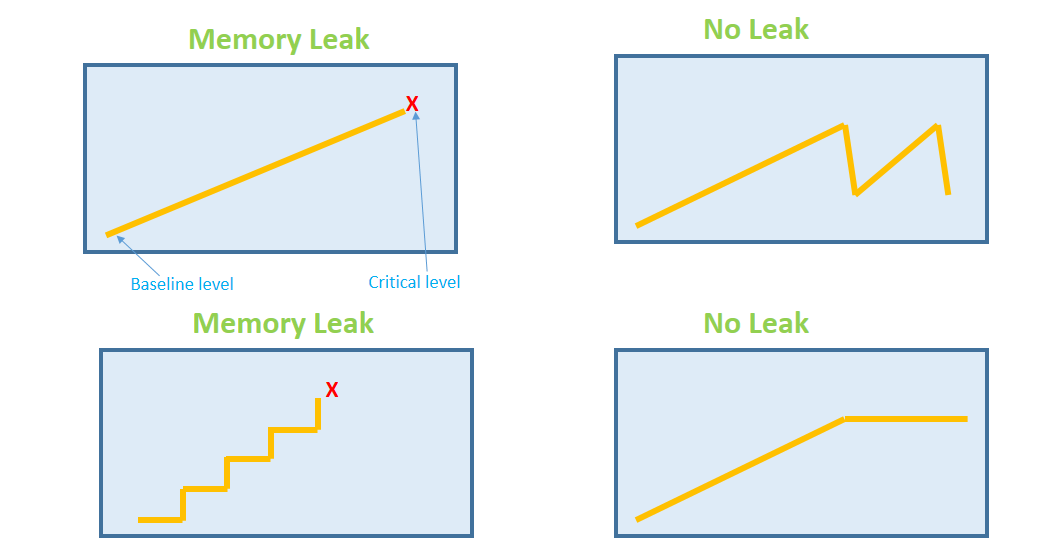 Memory Leak
No Leak
X
Baseline level
Critical level
Memory Leak
No Leak
X